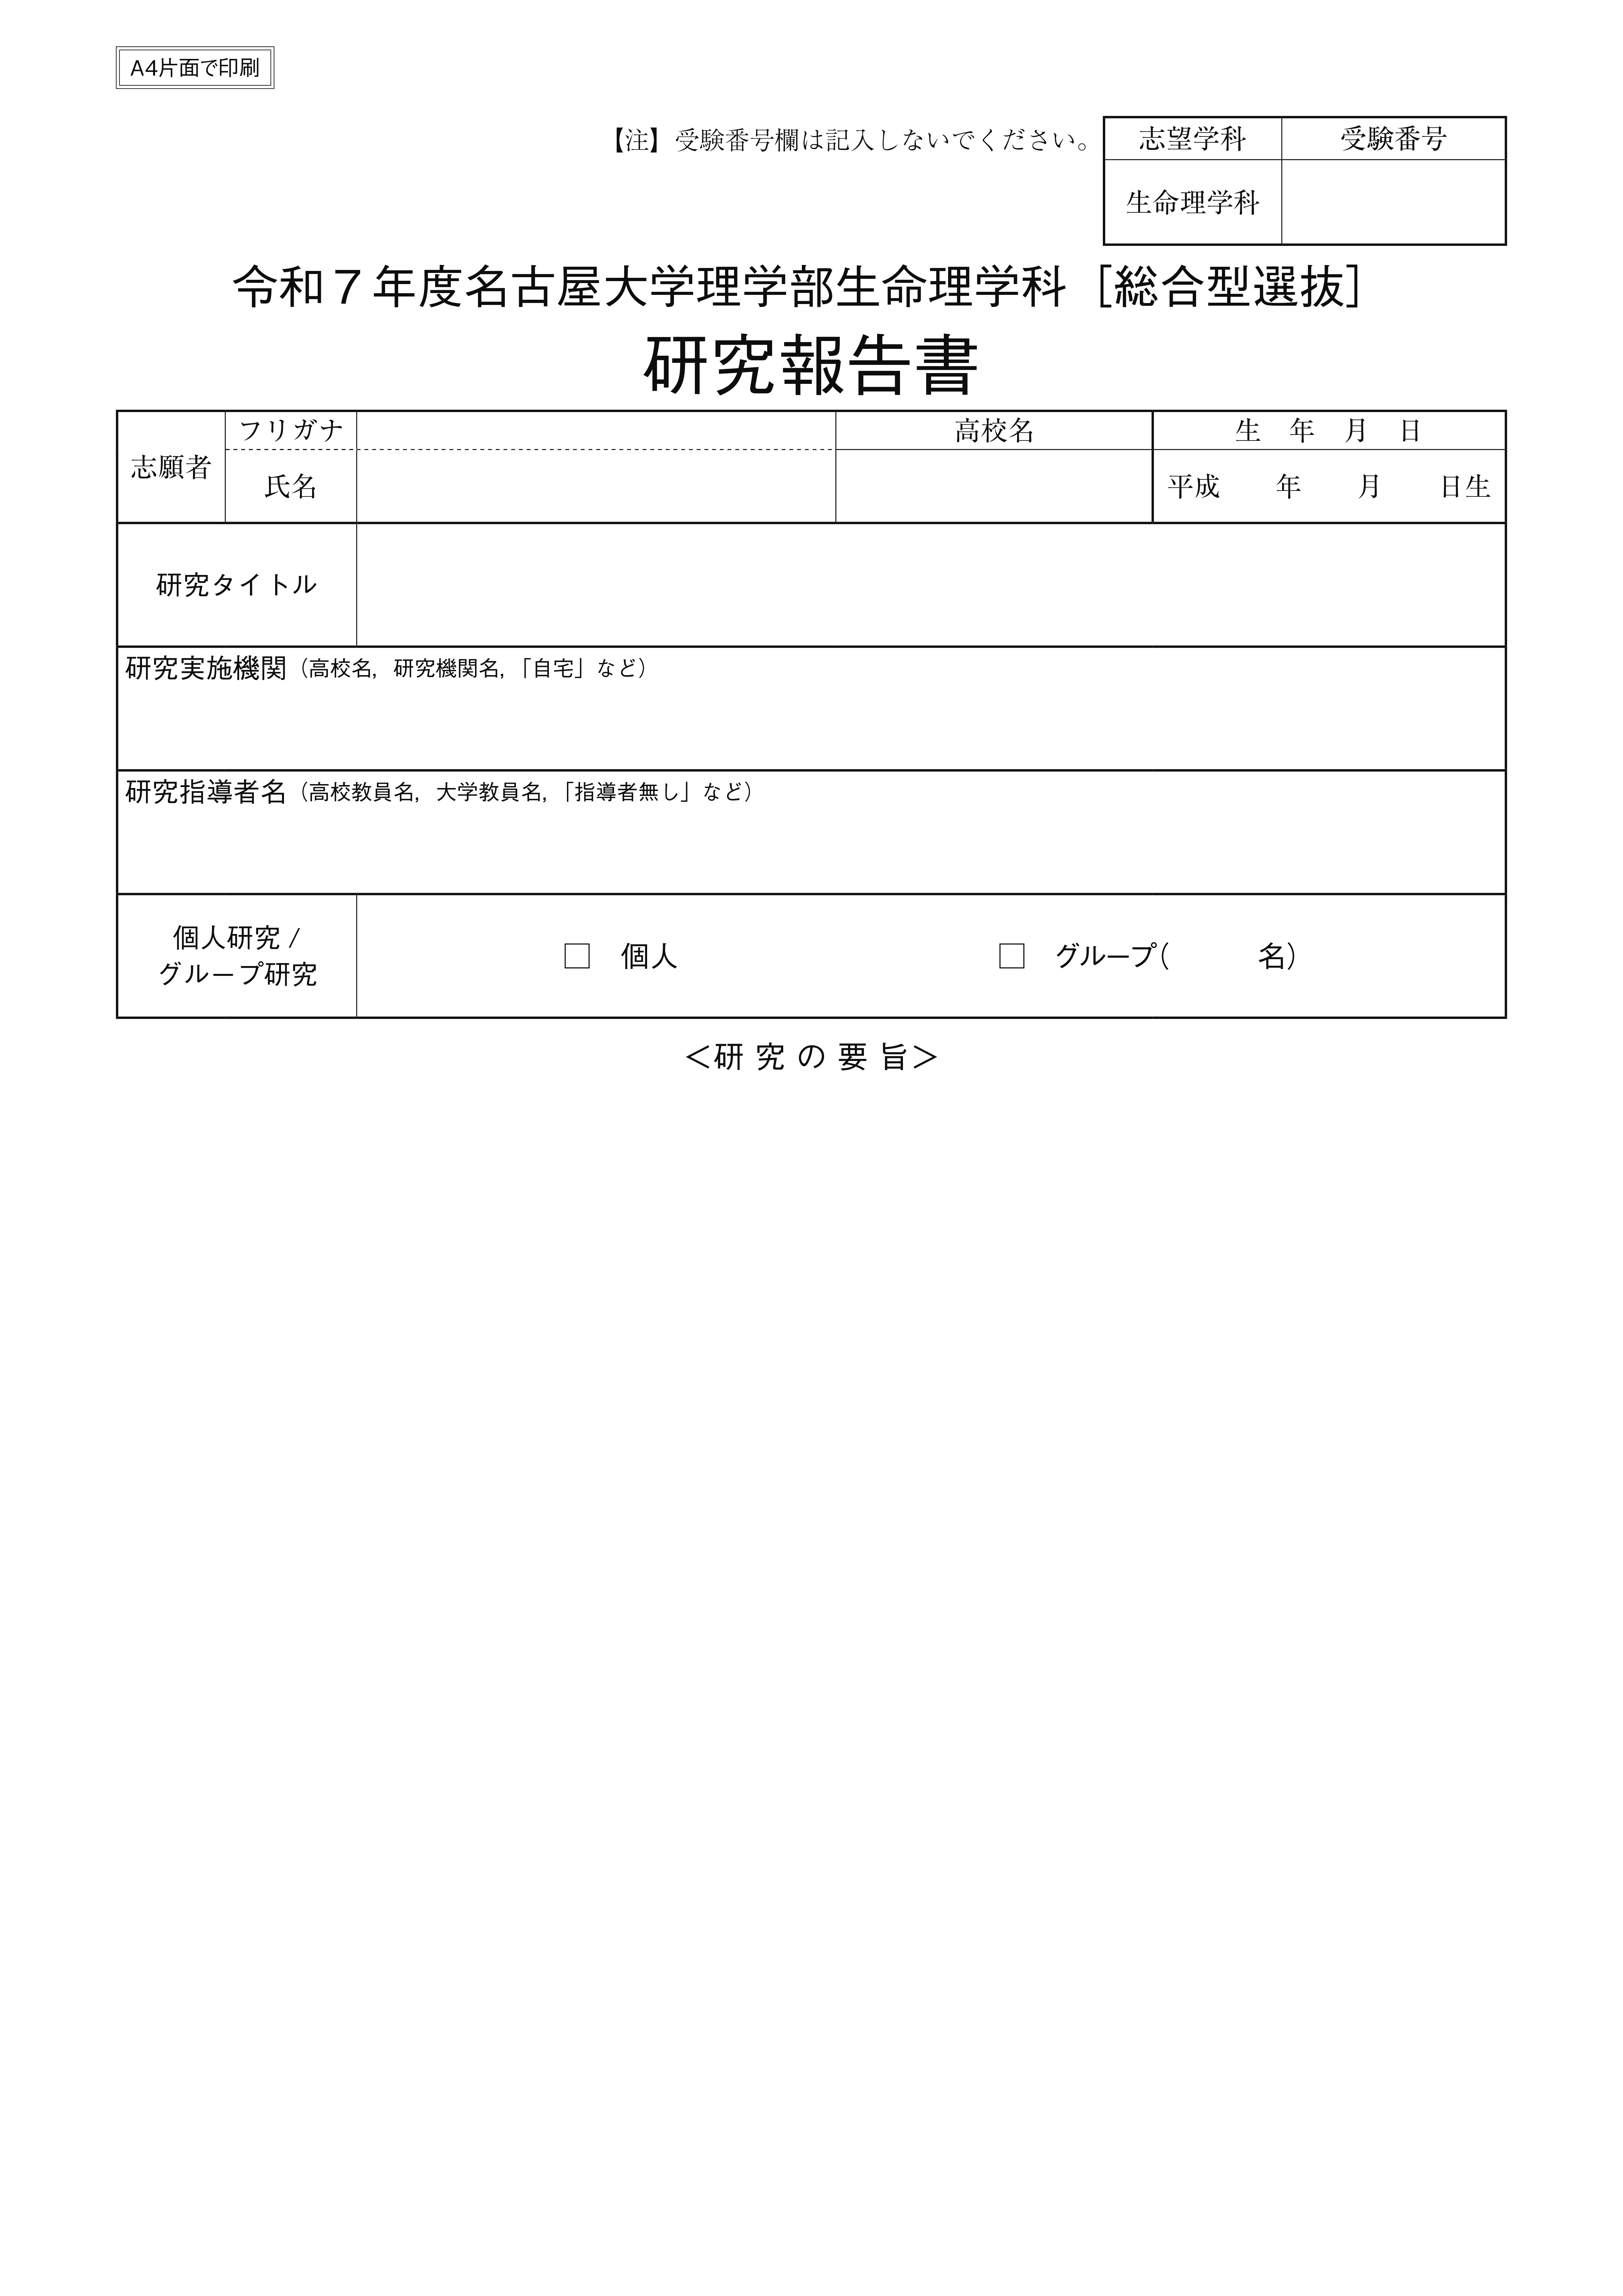 A4片面で印刷
【注】受験番号欄は記入しないでください。
志望学科 受験番号
生命理学科
令和７年度名古屋大学理学部生命理学科［総合型選抜］
研究報告書
志願者 フリガナ 高校名 生 年 月 日
氏名 平成 年 月 日生
研究タイトル
研究実施機関（高校名，研究機関名，「自宅」など）
研究指導者名（高校教員名，大学教員名，「指導者無し」など）
個人研究 /
グループ研究
□ 個人 □ グループ（ 名）
＜研 究 の 要 旨＞